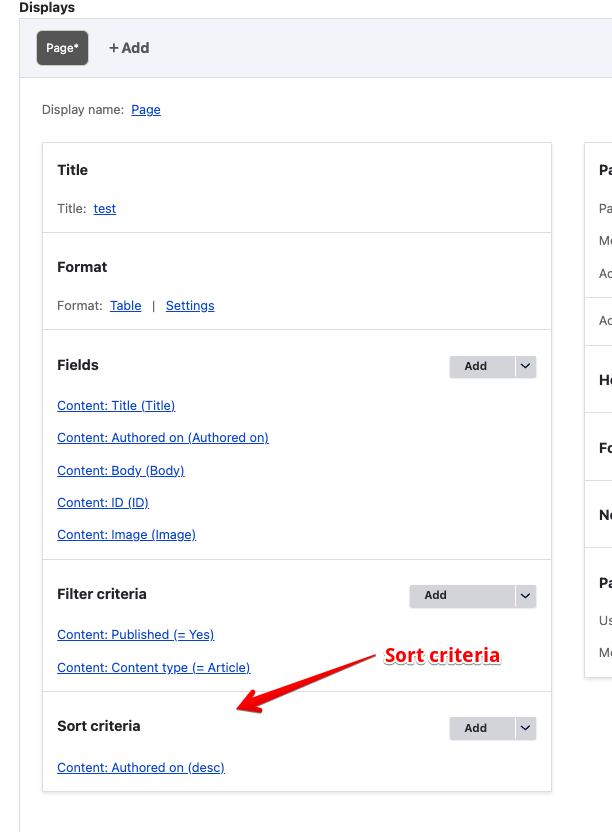 Displays
Page*
+ Add
Display name: Page
Title
Title: test
Format
Format: Table | Settings
Fields
Add
Content: Title (Title)
Content: Authored on (Authored on)
Content: Body (Body)
Content: ID (ID)
Content: Image (Image)
Filter criteria
Add
Content: Published (= Yes)
Content: Content type (= Article)
Sort criteria
Sort criteria
Add
Content: Authored on (desc)
Pa
Pa
Me
Ac
Ac
He
Fo
No
Pa
Us
Mo